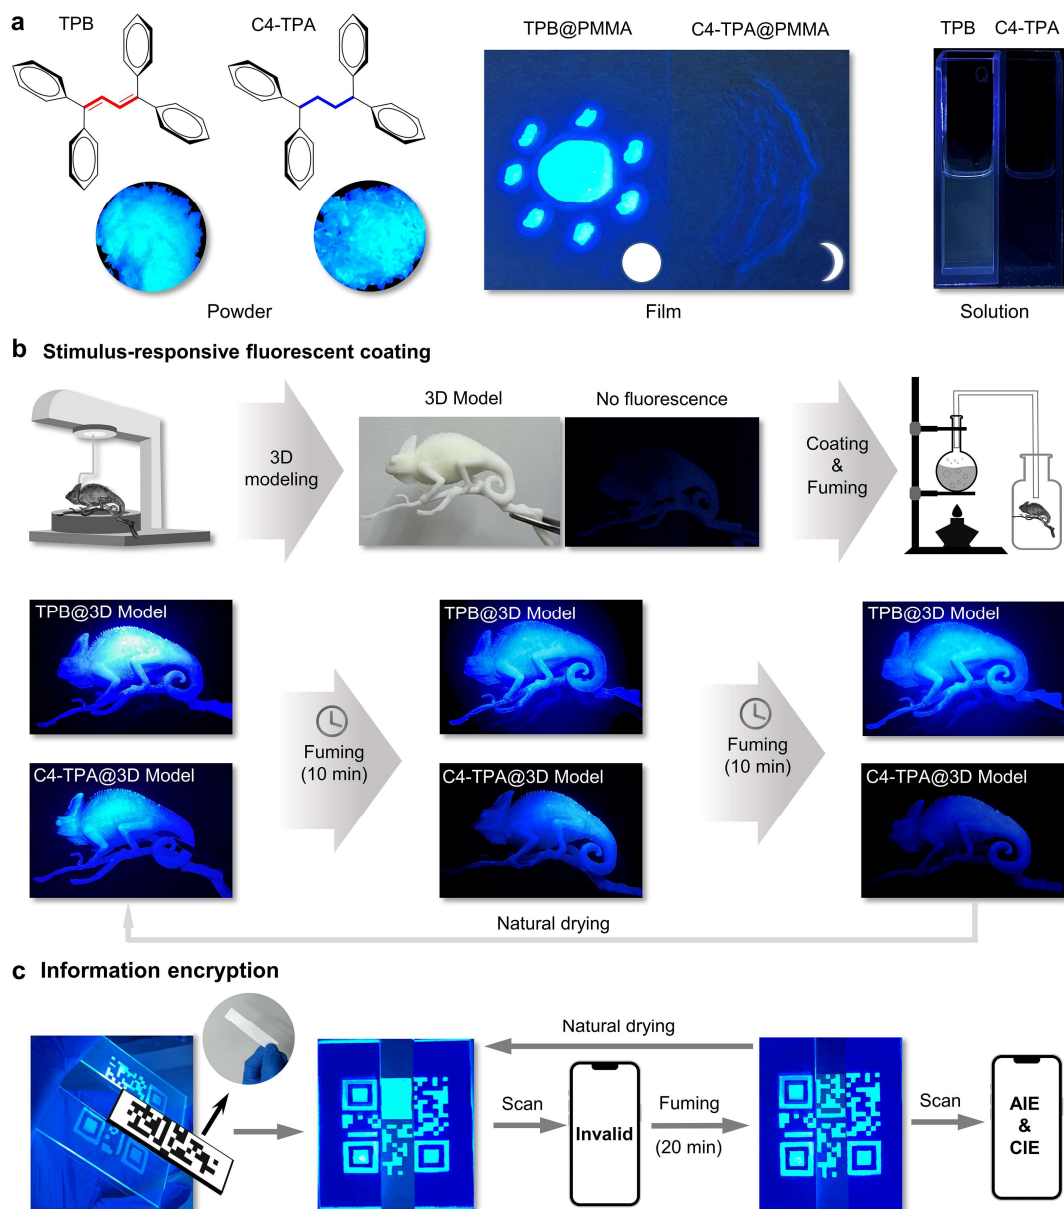 a
TPB
C4-TPA
Powder
TPB@PMMA
C4-TPA@PMMA
Film
TPB C4-TPA
Solution
b Stimulus-responsive fluorescent coating
3D
modeling
3D Model
No fluorescence
Coating
&
Fuming
TPB@3D Model
TPB@3D Model
TPB@3D Model
Fuming
(10 min)
Fuming
(10 min)
C4-TPA@3D Model
C4-TPA@3D Model
C4-TPA@3D Model
Natural drying
c Information encryption
Natural drying
Scan
Invalid
Fuming
(20 min)
Scan
AIE
&
CIE